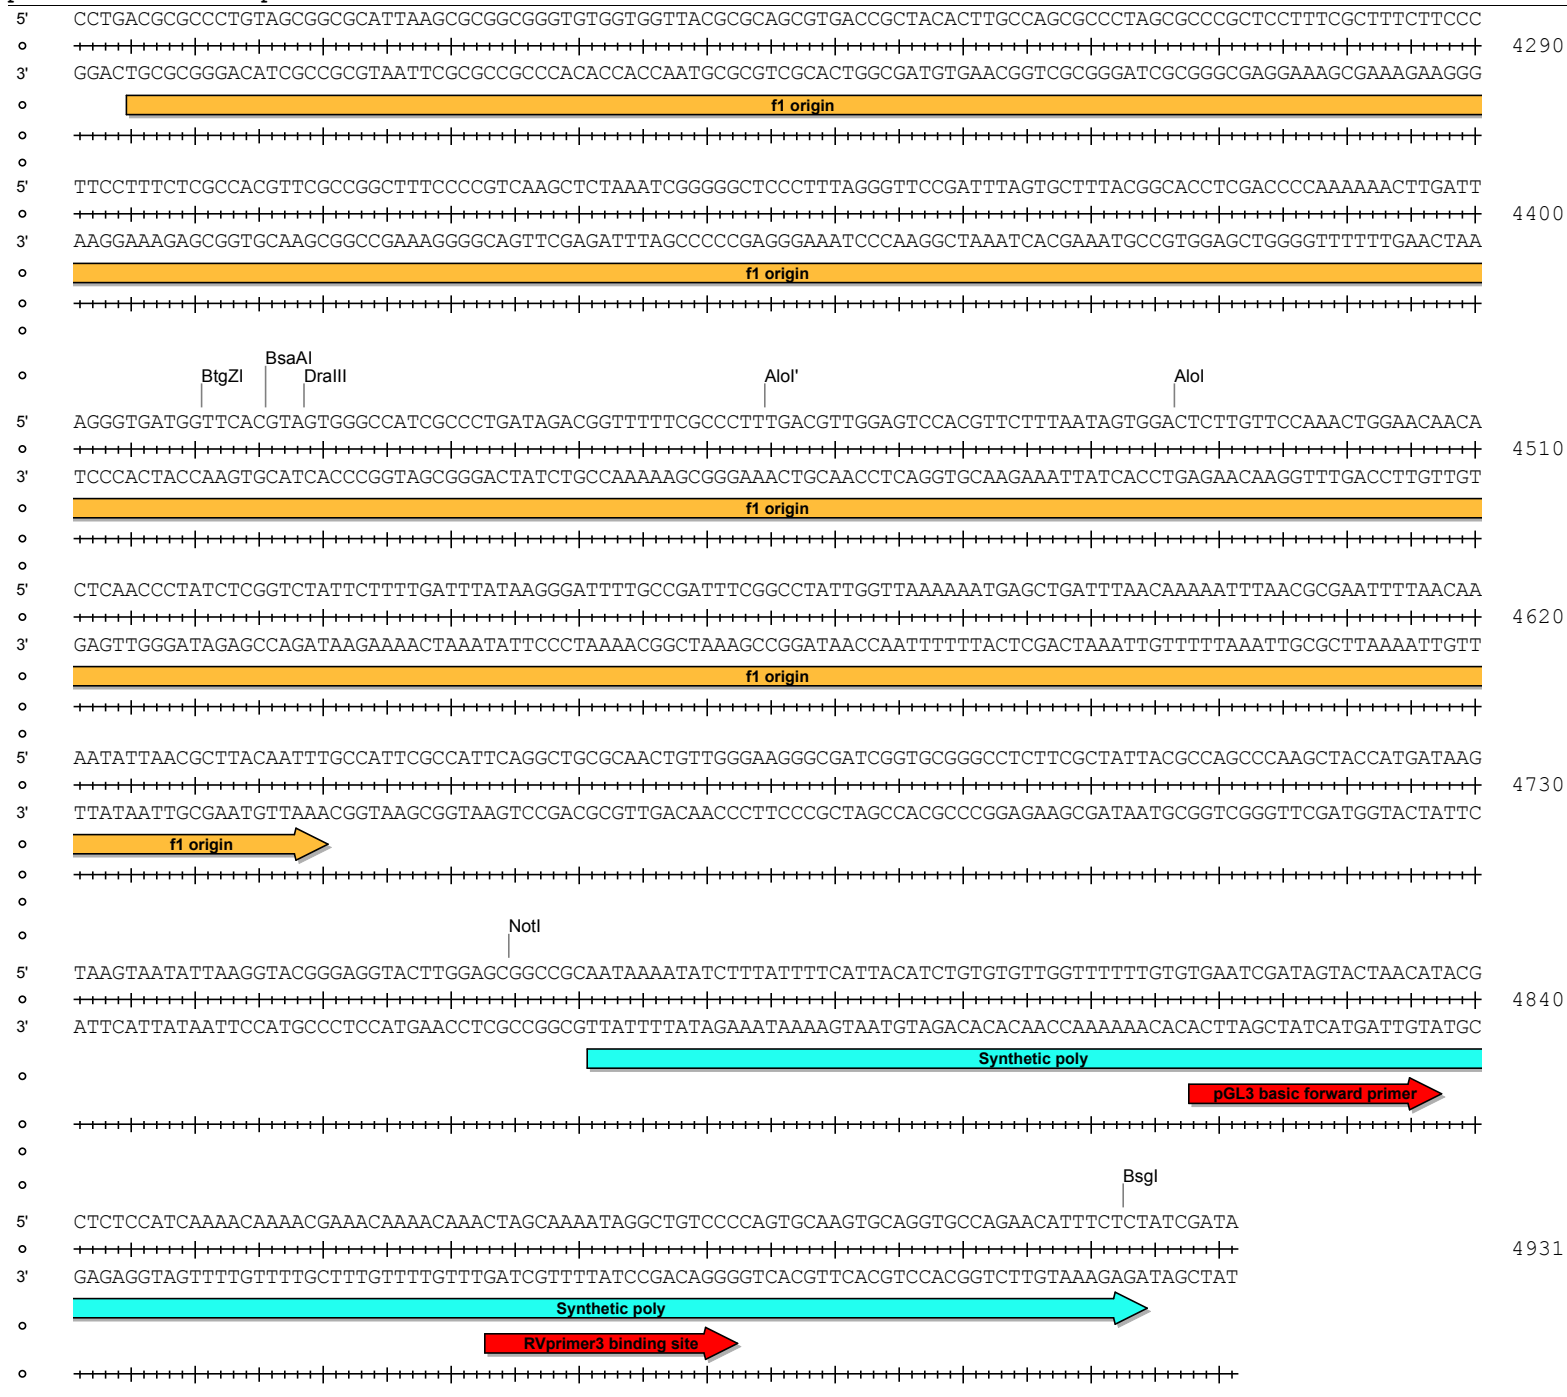 5' CCTGACGCGCCCTGTAGCGGCGCATTAAGCGCGGCGGGTGTGGTGGTTACGCGCAGCGTGACCGCTACACTTGCCAGCGCCCTAGCGCCCGCTCCTTTCGCTTTCTTCCC
4290
3' GGACTGCGCGGGACATCGCCGCGTAATTCGCGCCGCCCACACCACCAATGCGCGTCGCACTGGCGATGTGAACGGTCGCGGGATCGCGGGCGAGGAAAGCGAAAGAAGGG
f1 origin
5' TTCCTTTCTCGCCACGTTCGCCGGCTTTCCCCGTCAAGCTCTAAATCGGGGGCTCCCTTTAGGGTTCCGATTTAGTGCTTTACGGCACCTCGACCCCAAAAAACTTGATT
4400
3' AAGGAAAGAGCGGTGCAAGCGGCCGAAAGGGGCAGTTCGAGATTTAGCCCCCGAGGGAAATCCCAAGGCTAAATCACGAAATGCCGTGGAGCTGGGGTTTTTTGAACTAA
f1 origin
BsaAI
BtgZI DraIII AloI' AloI
5' AGGGTGATGGTTCACGTAGTGGGCCATCGCCCTGATAGACGGTTTTTCGCCCTTTGACGTTGGAGTCCACGTTCTTTAATAGTGGACTCTTGTTCCAAACTGGAACAACA
4510
3' TCCCACTACCAAGTGCATCACCCGGTAGCGGGACTATCTGCCAAAAAGCGGGAAACTGCAACCTCAGGTGCAAGAAATTATCACCTGAGAACAAGGTTTGACCTTGTTGT
f1 origin
5' CTCAACCCTATCTCGGTCTATTCTTTTGATTTATAAGGGATTTTGCCGATTTCGGCCTATTGGTTAAAAAATGAGCTGATTTAACAAAAATTTAACGCGAATTTTAACAA
4620
3' GAGTTGGGATAGAGCCAGATAAGAAAACTAAATATTCCCTAAAACGGCTAAAGCCGGATAACCAATTTTTTACTCGACTAAATTGTTTTTAAATTGCGCTTAAAATTGTT
f1 origin
5' AATATTAACGCTTACAATTTGCCATTCGCCATTCAGGCTGCGCAACTGTTGGGAAGGGCGATCGGTGCGGGCCTCTTCGCTATTACGCCAGCCCAAGCTACCATGATAAG
4730
3' TTATAATTGCGAATGTTAAACGGTAAGCGGTAAGTCCGACGCGTTGACAACCCTTCCCGCTAGCCACGCCCGGAGAAGCGATAATGCGGTCGGGTTCGATGGTACTATTC
f1 origin
NotI
5' TAAGTAATATTAAGGTACGGGAGGTACTTGGAGCGGCCGCAATAAAATATCTTTATTTTCATTACATCTGTGTGTTGGTTTTTTGTGTGAATCGATAGTACTAACATACG
4840
3' ATTCATTATAATTCCATGCCCTCCATGAACCTCGCCGGCGTTATTTTATAGAAATAAAAGTAATGTAGACACACAACCAAAAAACACACTTAGCTATCATGATTGTATGC
Synthetic poly
pGL3 basic forward primer
BsgI
5' CTCTCCATCAAAACAAAACGAAACAAAACAAACTAGCAAAATAGGCTGTCCCCAGTGCAAGTGCAGGTGCCAGAACATTTCTCTATCGATA
4931
3' GAGAGGTAGTTTTGTTTTGCTTTGTTTTGTTTGATCGTTTTATCCGACAGGGGTCACGTTCACGTCCACGGTCTTGTAAAGAGATAGCTAT
Synthetic poly
RVprimer3 binding site